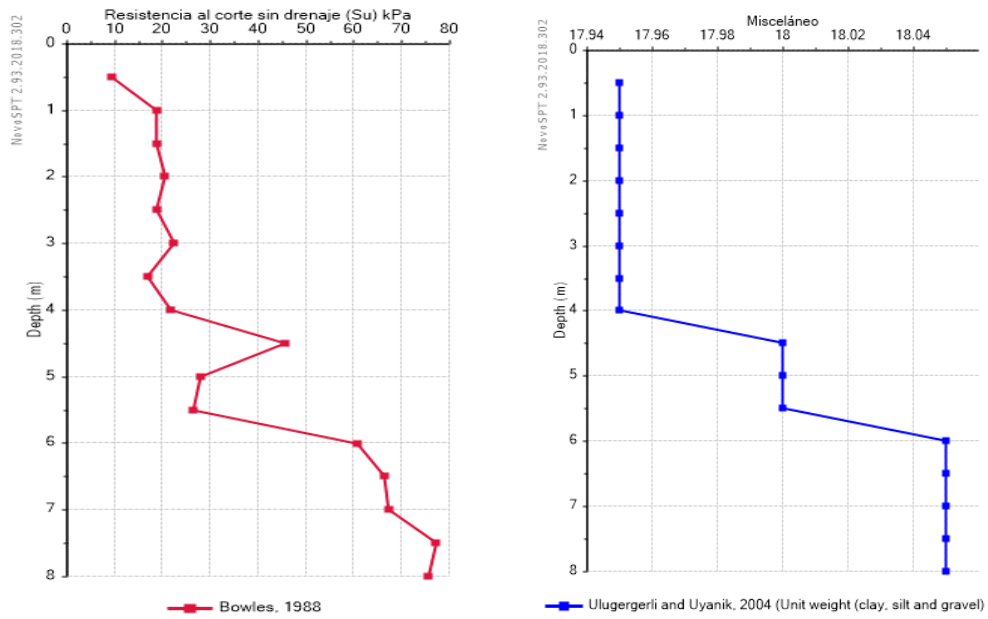 Resistencia al corte sin drenaje (Su) kPa
0 10 20 30 40 50 60 70 80
0
1
2
3
4
5
6
7
8
Depth (m)
NovoSPT 2.93.2018.302
Bowles, 1988
Misceláneo
17.94 17.96 17.98 18 18.02 18.04
0
1
2
3
4
5
6
7
8
Depth (m)
NovoSPT 2.93.2018.302
Ulugergerli and Uyanik, 2004 (Unit weight (clay, silt and gravel)